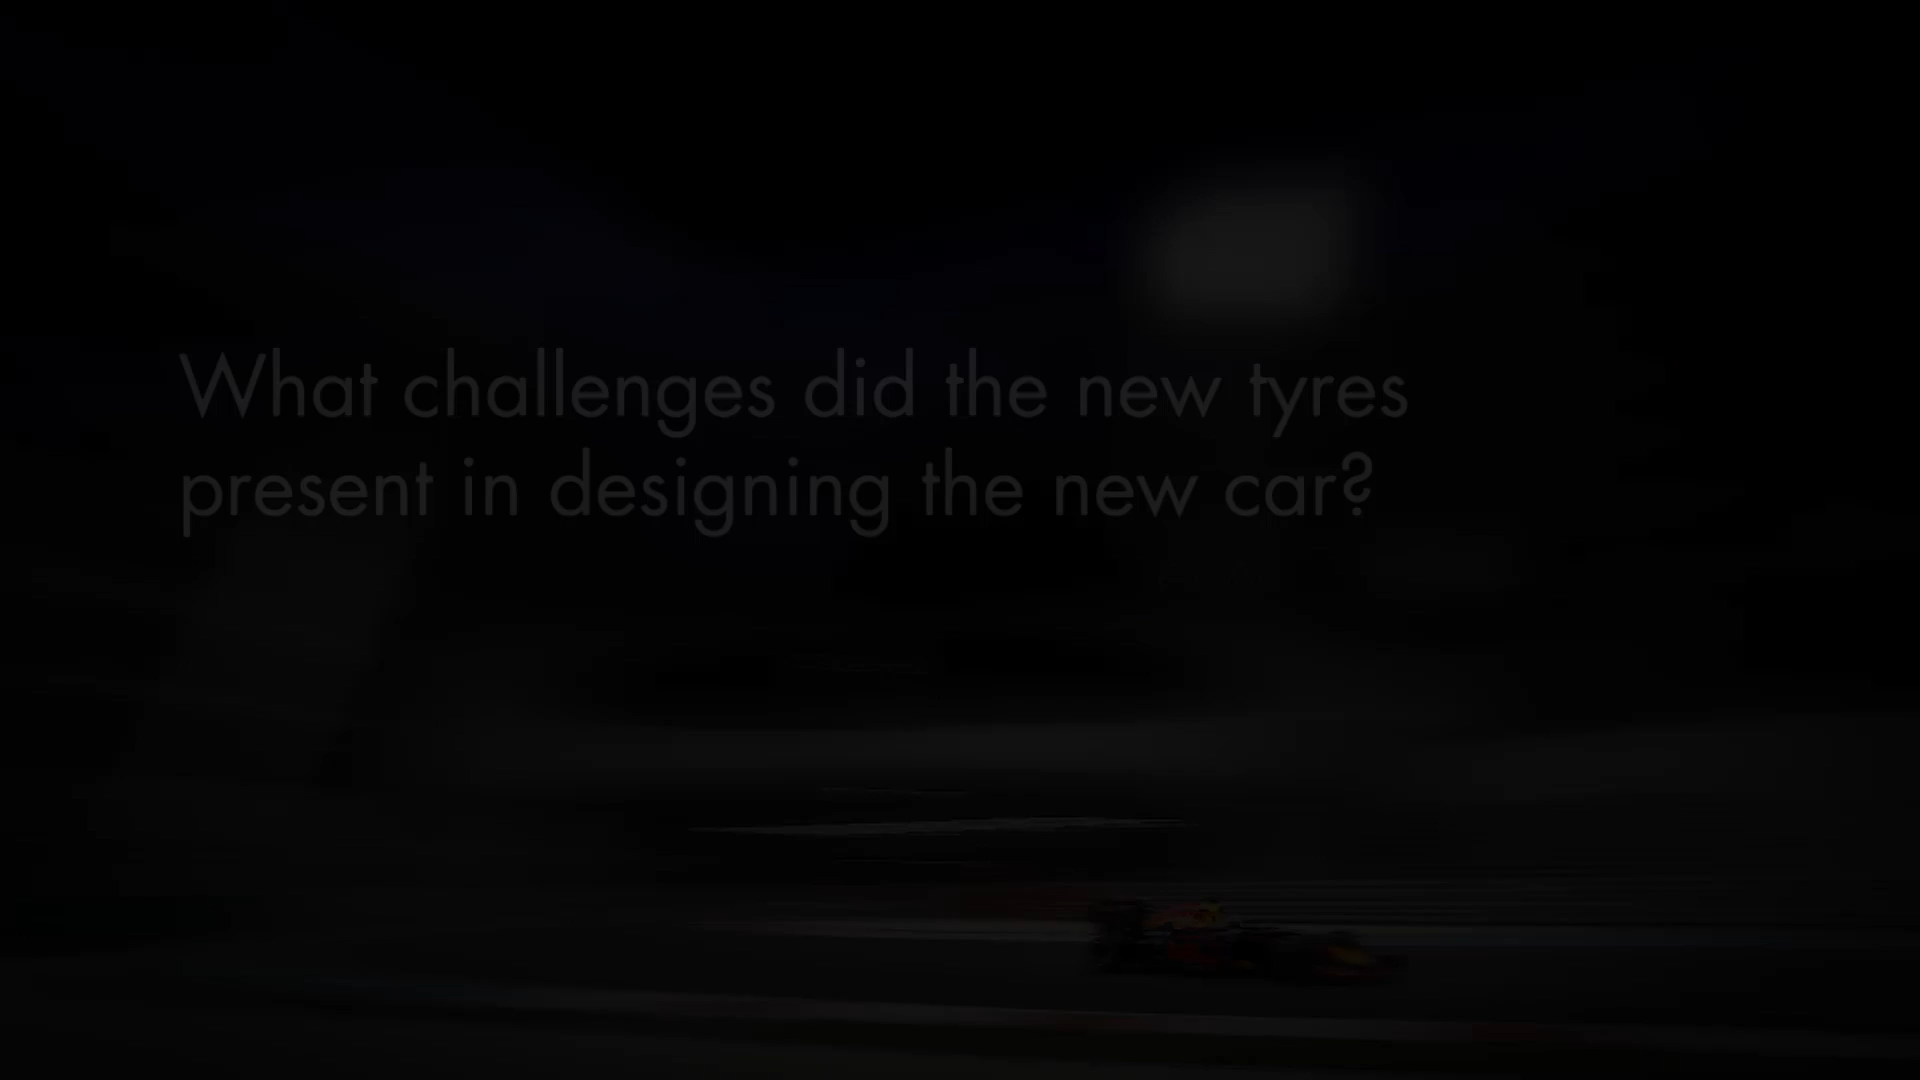 What challenges did the new tyres
present in designing the new car?